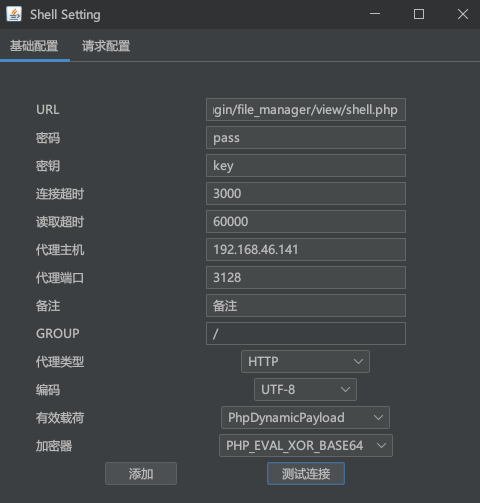 Shell Setting
基础配置 请求配置
URL gin/file_manager/view/shell.php
密码 pass
密钥 key
连接超时 3000
读取超时 60000
代理主机 192.168.46.141
代理端口 3128
备注 备注
GROUP /
代理类型 HTTP
编码 UTF-8
有效载荷 PhpDynamicPayload
加密器 PHP_EVAL_XOR_BASE64
添加 测试连接